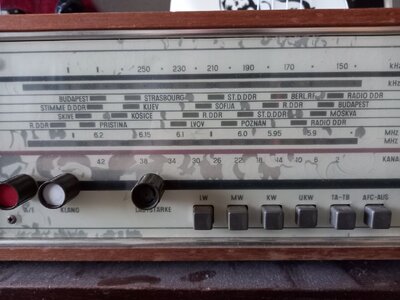 250 230 · 210 · 190 170 · 150 · kHz
kHz
BUDAPEST STRASBOURG ST.D.DDR BERLIN RADIO DDR
STIMME D.DDR KIJEV SOFIJA R.DDR BUDAPEST
SKIVE KOŠICE R.DDR ST.D.DDR MOSKVA
R.DDR PRISTINA LVOV POZNAN RADIO DDR
6.2 6.15 6.1 6.0 5.95 5.9 MHz
MHz
42 38 34 30 26 22 18 14 10 6 2 KANAL
KLANG LAUTSTÄRKE LW MW KW UKW TA-TB AFC-AUS